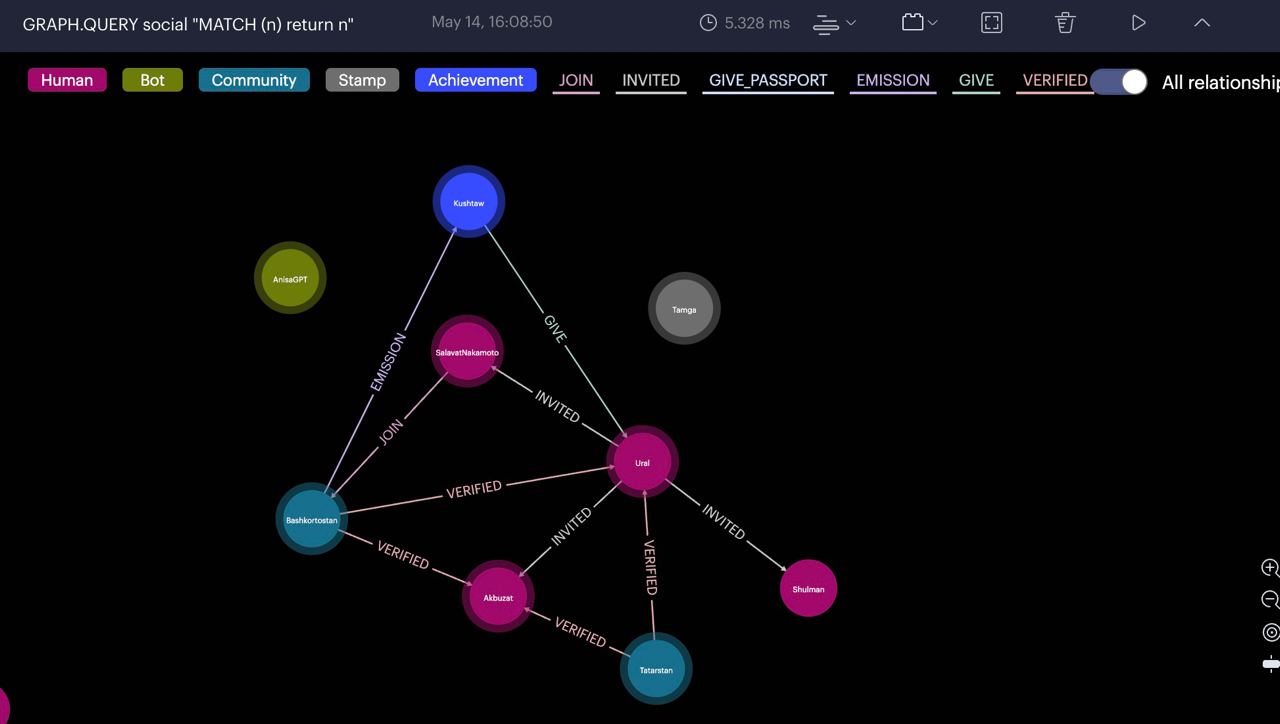 GRAPH.QUERY social "MATCH (n) return n" May 14, 16:08:50 5.328 ms
Human Bot Community Stamp Achievement JOIN INVITED GIVE_PASSPORT EMISSION GIVE VERIFIED All relationship
Kushtaw
AnisaGPT
Tamga
GIVE
SalavatNakamoto
EMISSION
INVITED
JOIN
Ural
VERIFIED
Bashkortostan
INVITED
INVITED
VERIFIED
VERIFIED
Shulman
Akbuzat
VERIFIED
Tatarstan